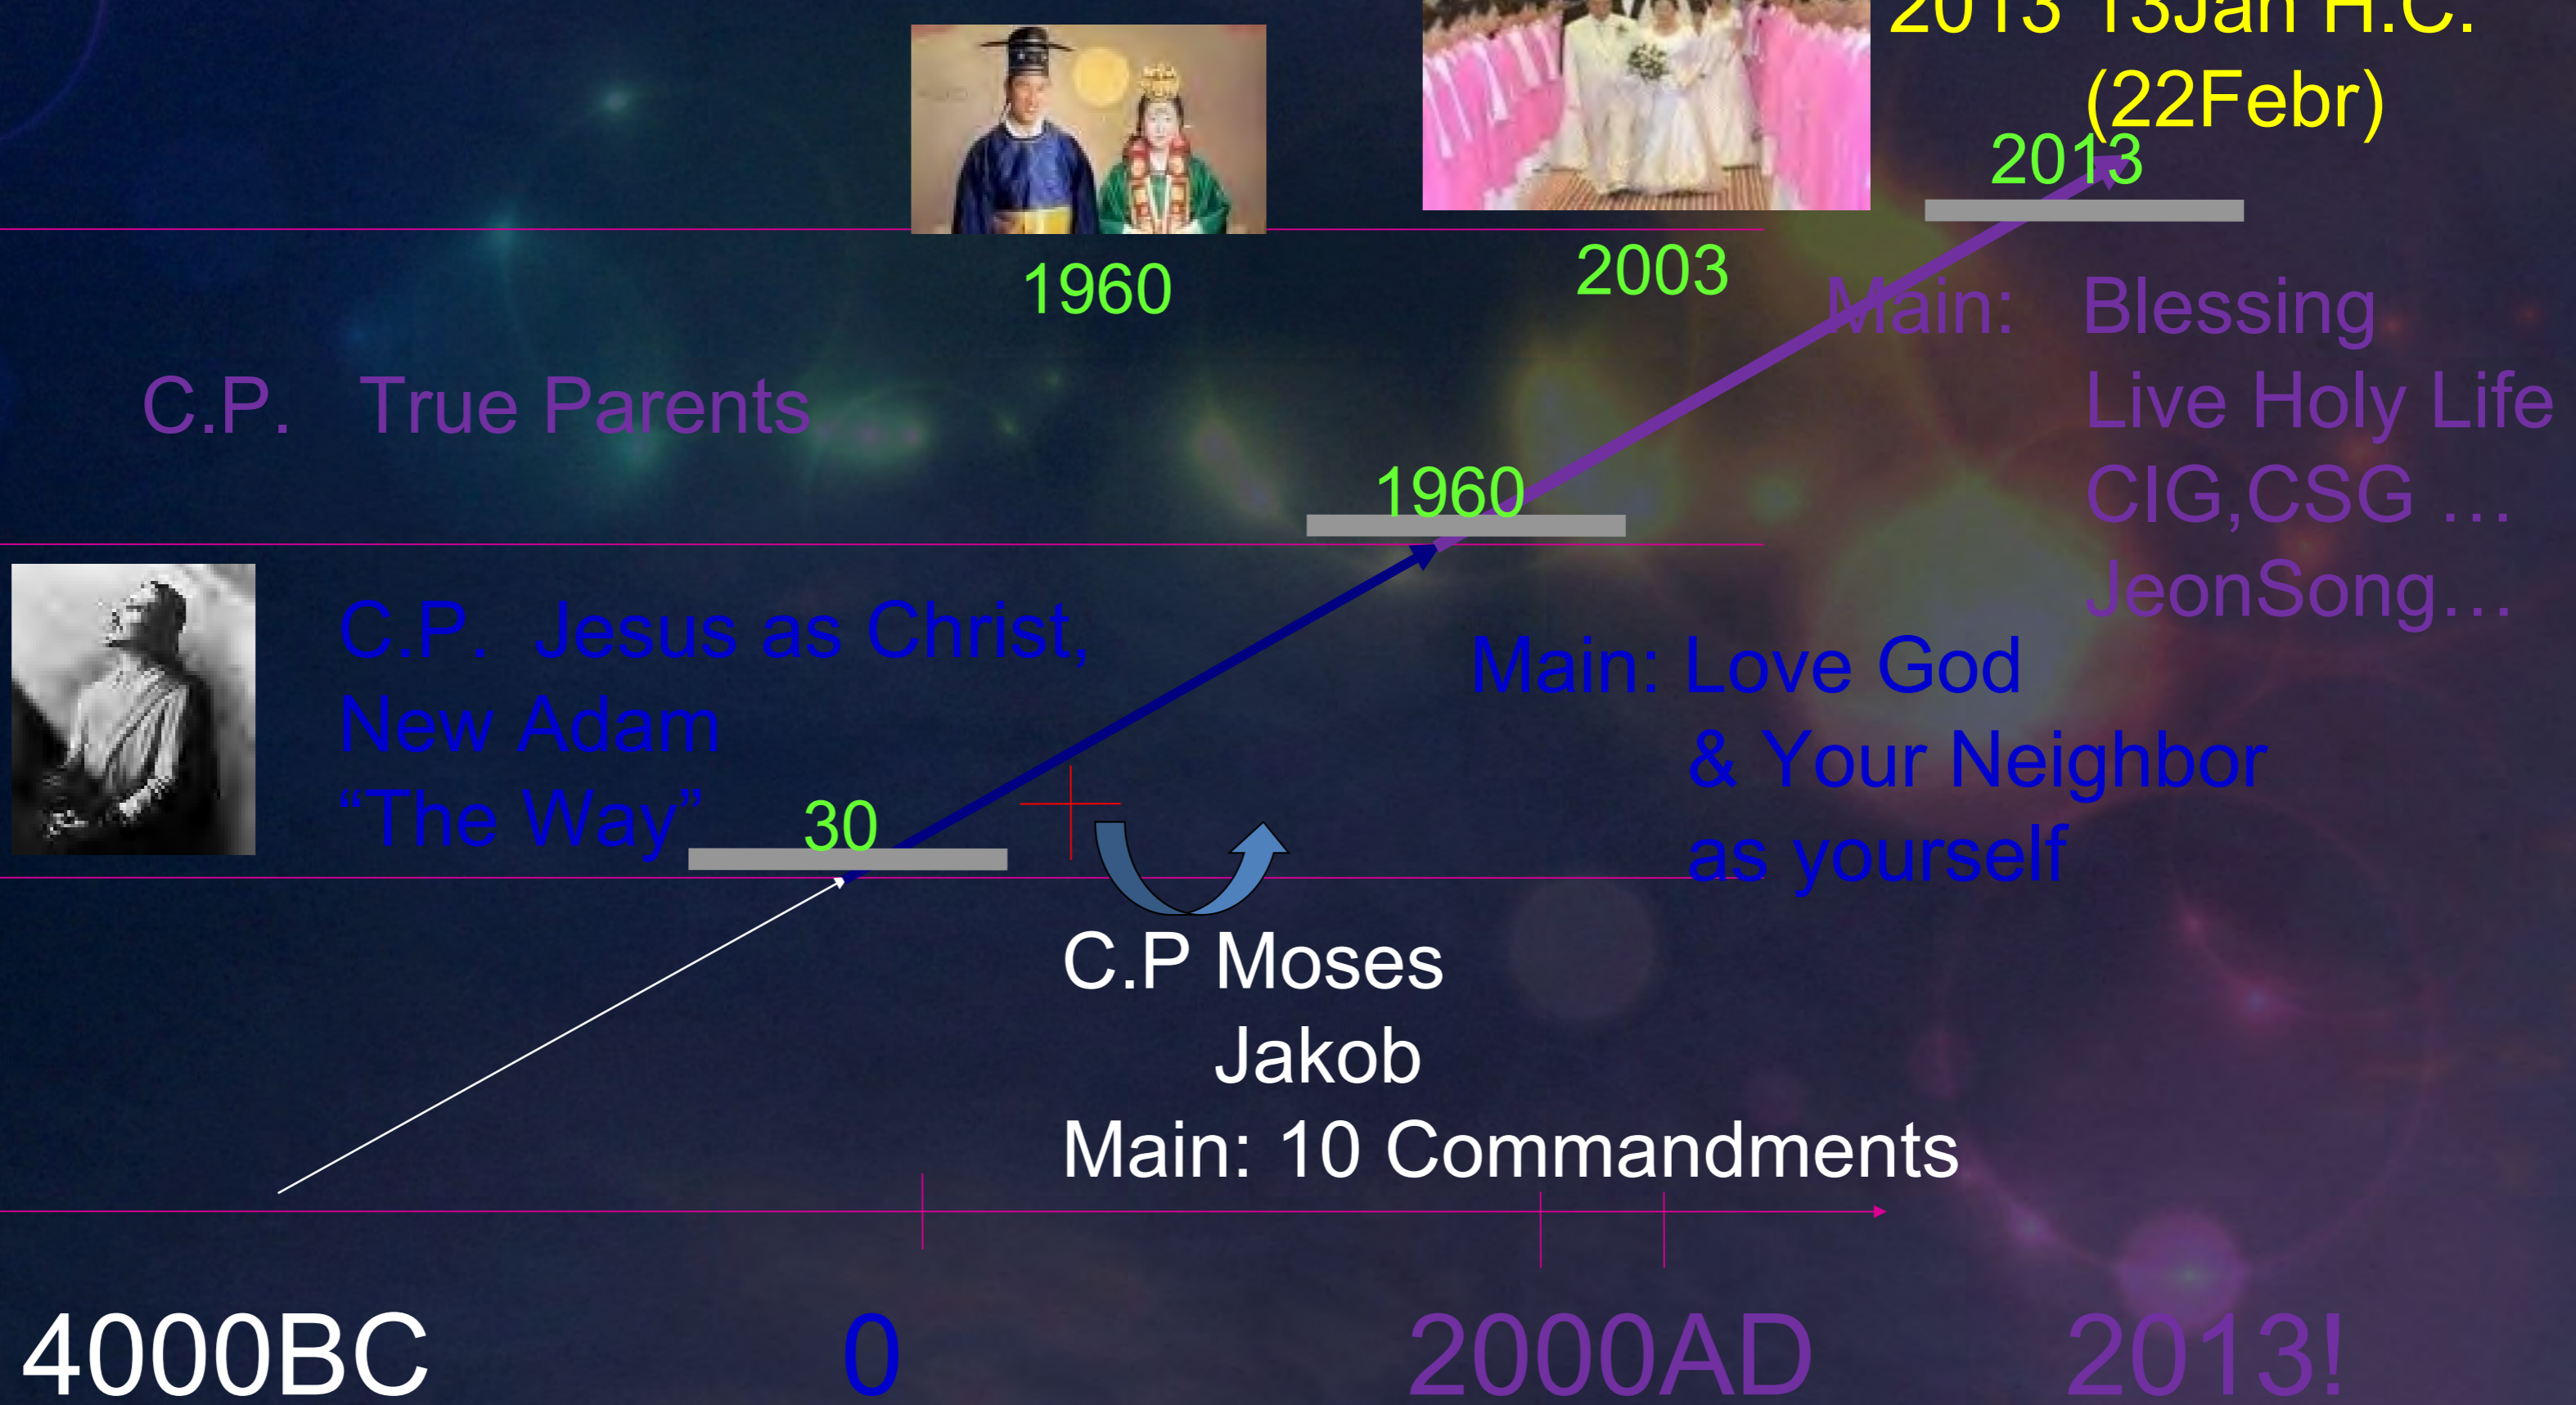 2013 13Jan H.C.
(22Febr)
2013
1960
2003
Main: Blessing
Live Holy Life
CIG,CSG …
JeonSong…
C.P. True Parents
1960
C.P. Jesus as Christ,
New Adam
“The Way”
30
Main: Love God
& Your Neighbor
as yourself
C.P Moses
Jakob
Main: 10 Commandments
4000BC
0
2000AD
2013!